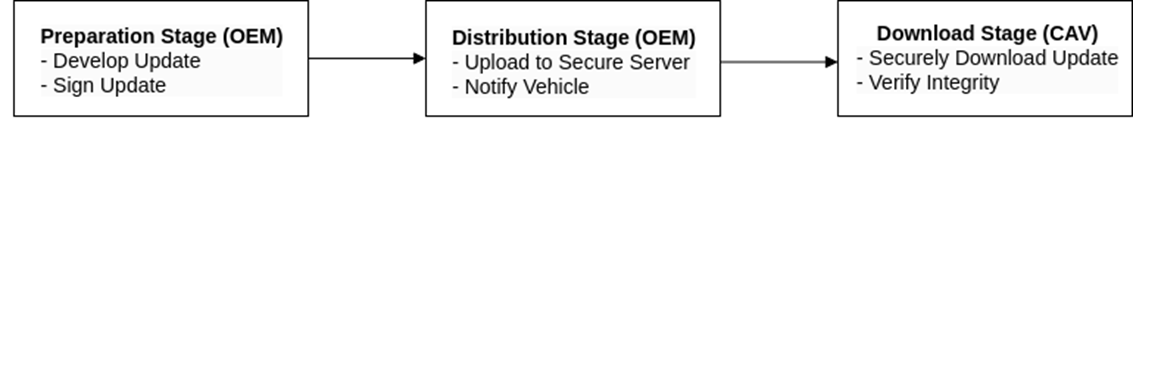 Preparation Stage (OEM)
- Develop Update
- Sign Update
Distribution Stage (OEM)
- Upload to Secure Server
- Notify Vehicle
Download Stage (CAV)
- Securely Download Update
- Verify Integrity